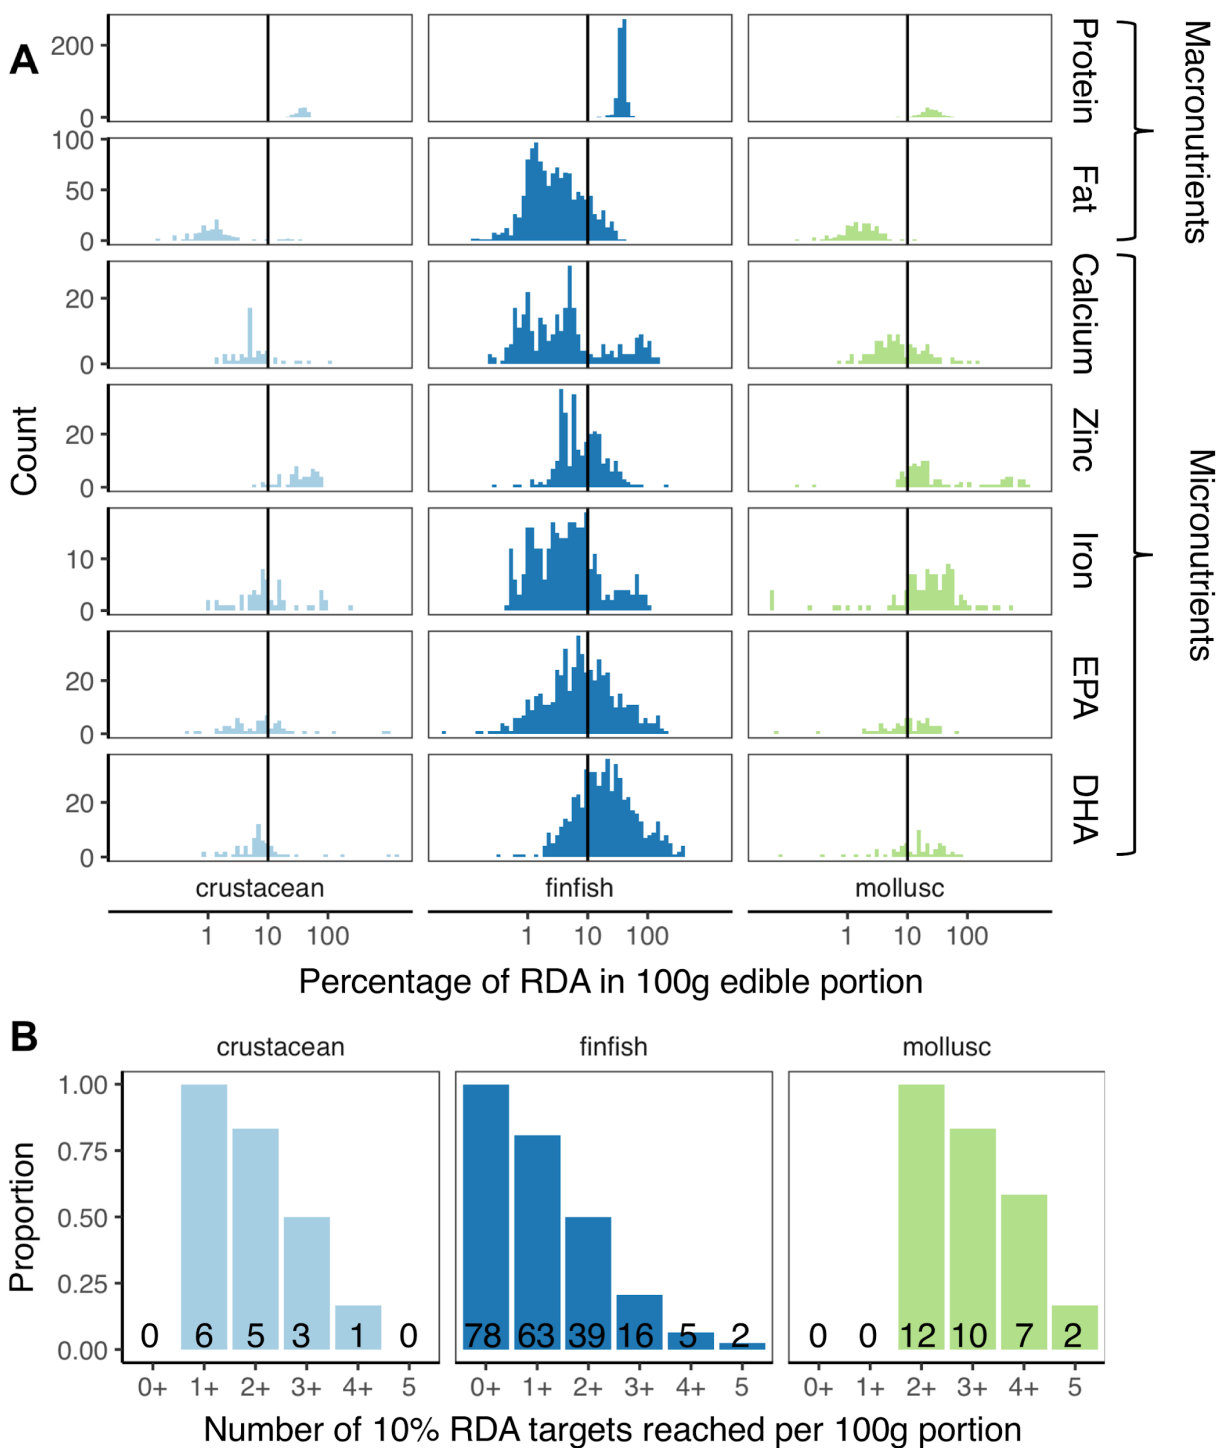 A
Macronutrients
Protein
200
0
Fat
100
50
0
Micronutrients
Calcium
20
0
Count
Zinc
20
0
Iron
10
0
EPA
20
0
DHA
20
0
crustacean finfish mollusc
1 10 100 1 10 100 1 10 100
Percentage of RDA in 100g edible portion
B
crustacean finfish mollusc
Proportion
1.00
0.75
0.50
0.25
0.00
0 6 5 3 1 0 78 63 39 16 5 2 0 0 12 10 7 2
0+ 1+ 2+ 3+ 4+ 5 0+ 1+ 2+ 3+ 4+ 5 0+ 1+ 2+ 3+ 4+ 5
Number of 10% RDA targets reached per 100g portion